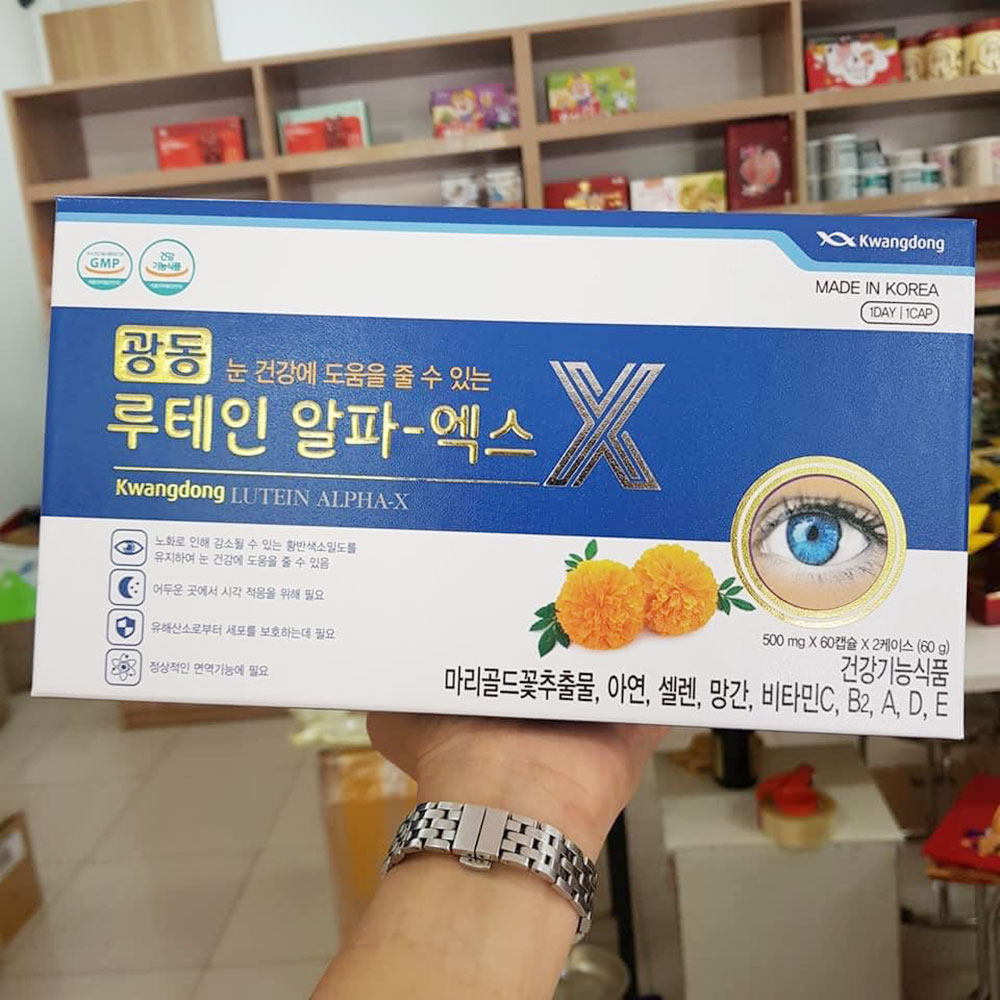 Kwangdong
GMP
건강
기능식품
MADE IN KOREA
1DAY | 1CAP
광동 눈 건강에 도움을 줄 수 있는
루테인 알파-엑스 X
Kwangdong LUTEIN ALPHA-X
노화로 인해 감소될 수 있는 황반색소밀도를
유지하여 눈 건강에 도움을 줄 수 있음
어두운 곳에서 시각 적응을 위해 필요
유해산소로부터 세포를 보호하는데 필요
정상적인 면역기능에 필요
500 mg X 60캡슐 X 2케이스 (60 g)
건강기능식품
마리골드꽃추출물, 아연, 셀렌, 망간, 비타민C, B2, A, D, E